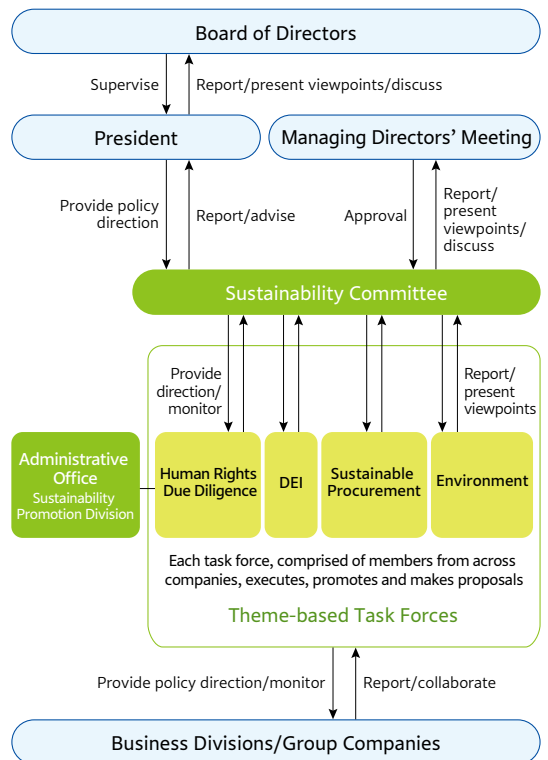 Board of Directors
Supervise
Report/present viewpoints/discuss
President
Managing Directors' Meeting
Provide policy
direction
Report/advise
Approval
Report/
present
viewpoints/
discuss
Sustainability Committee
Provide
direction/
monitor
Report/
present
viewpoints
Administrative
Office
Sustainability
Promotion Division
Human Rights
Due Diligence
DEI
Sustainable
Procurement
Environment
Each task force, comprised of members from across
companies, executes, promotes and makes proposals
Theme-based Task Forces
Provide policy direction/monitor
Report/collaborate
Business Divisions/Group Companies